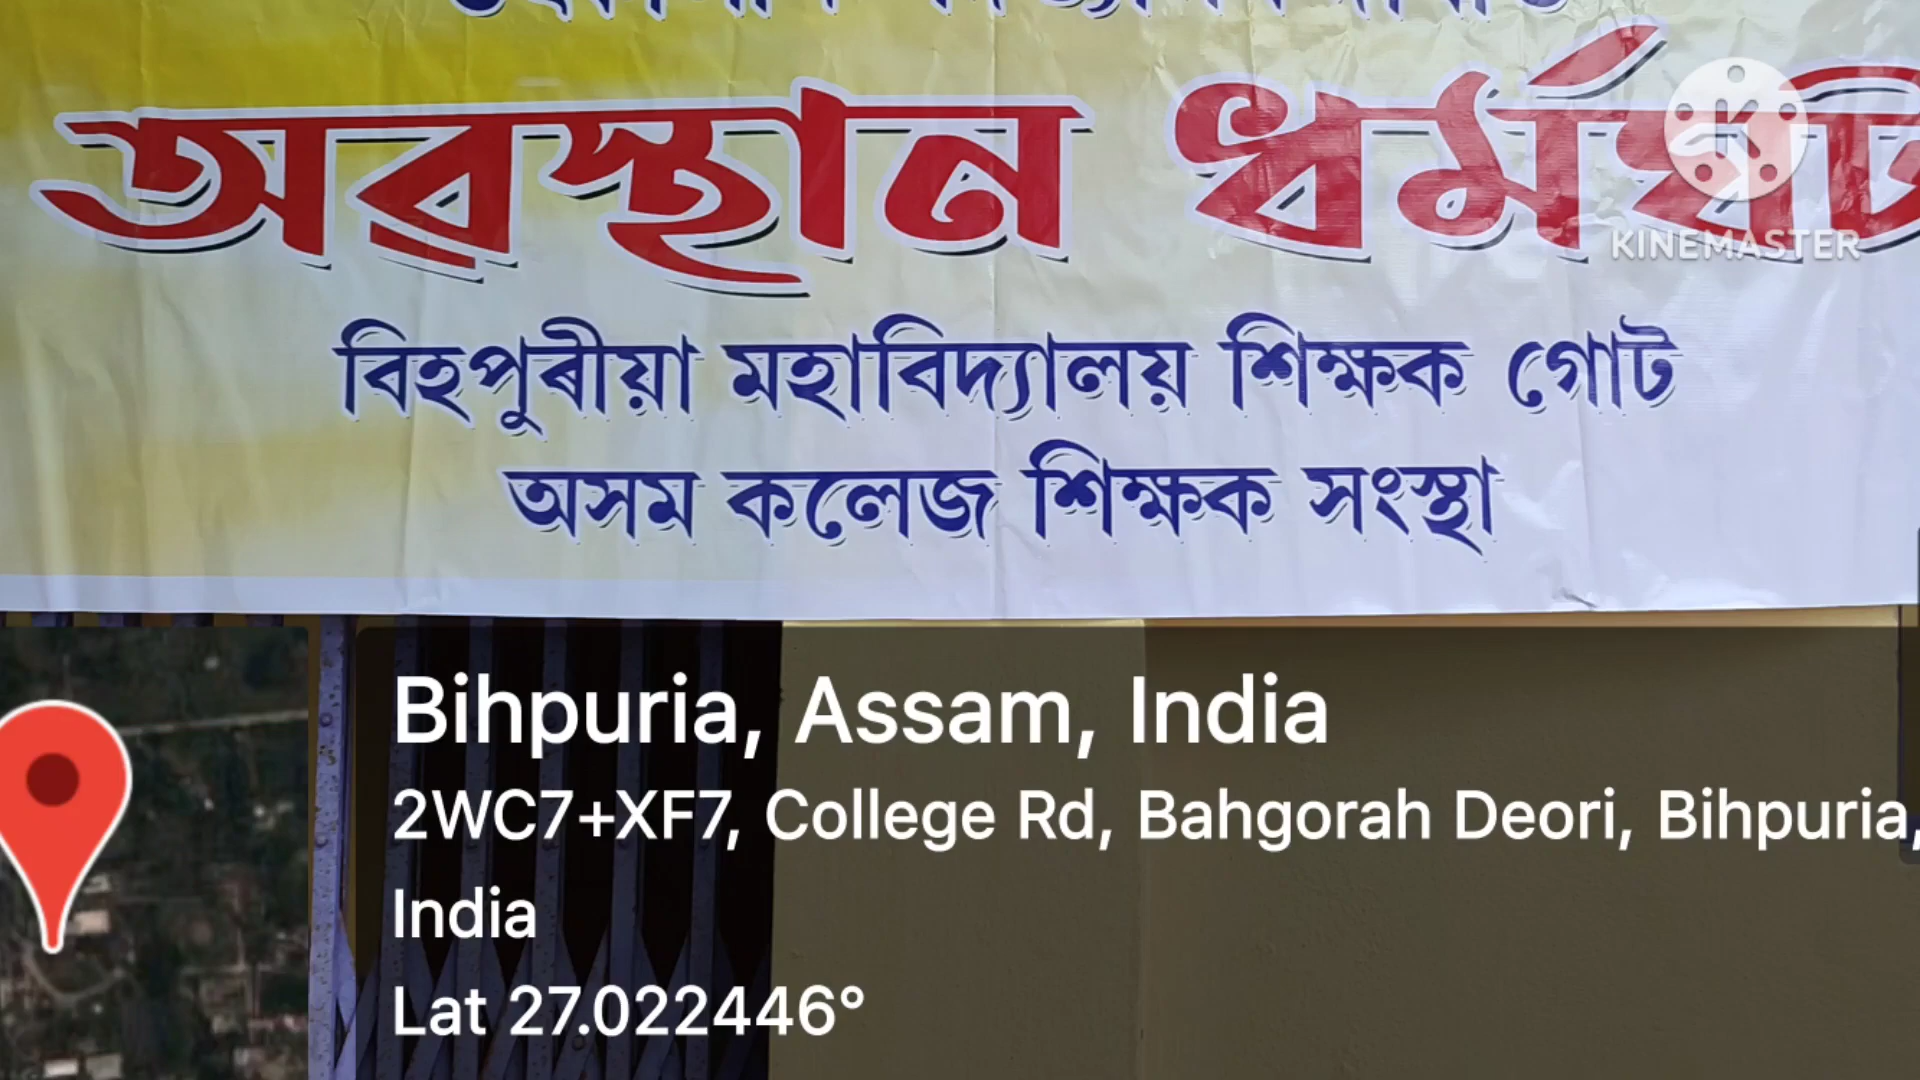 অৱস্থান ধৰ্মঘট
KINEMASTER
বিহপুৰীয়া মহাবিদ্যালয় শিক্ষক গোট
অসম কলেজ শিক্ষক সংস্থা
Bihpuria, Assam, India
2WC7+XF7, College Rd, Bahgorah Deori, Bihpuria,
India
Lat 27.022446°